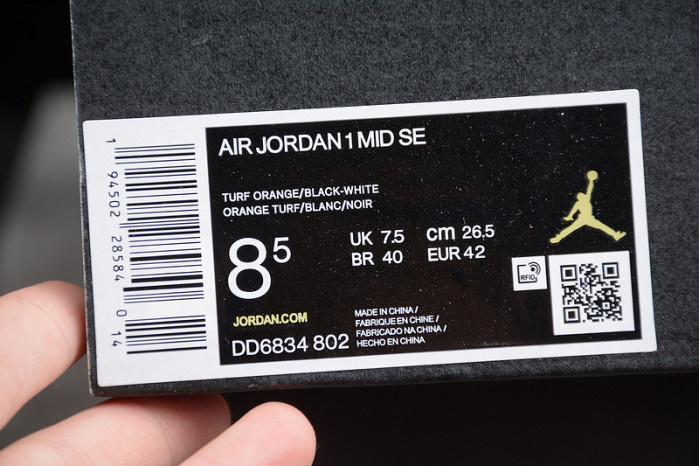 AIR JORDAN 1 MID SE
TURF ORANGE/BLACK-WHITE
ORANGE TURF/BLANC/NOIR
8⁵
UK 7.5 cm 26.5
BR 40 EUR 42
RFID
JORDAN.COM
DD6834 802
MADE IN CHINA /
FABRIQUE EN CHINE /
FABRICADO NA CHINA /
HECHO EN CHINA
1 94502 28584 0 14